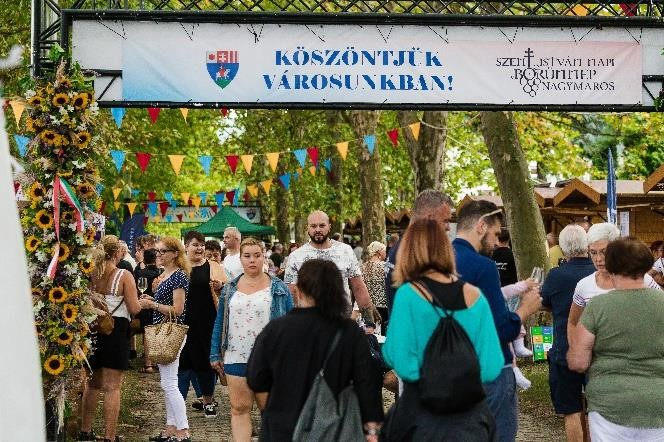 KÖSZÖNTJÜK
VÁROSUNKBAN!
SZENT ISTVÁN NAPI
BORÜNNEP
NAGYMAROS